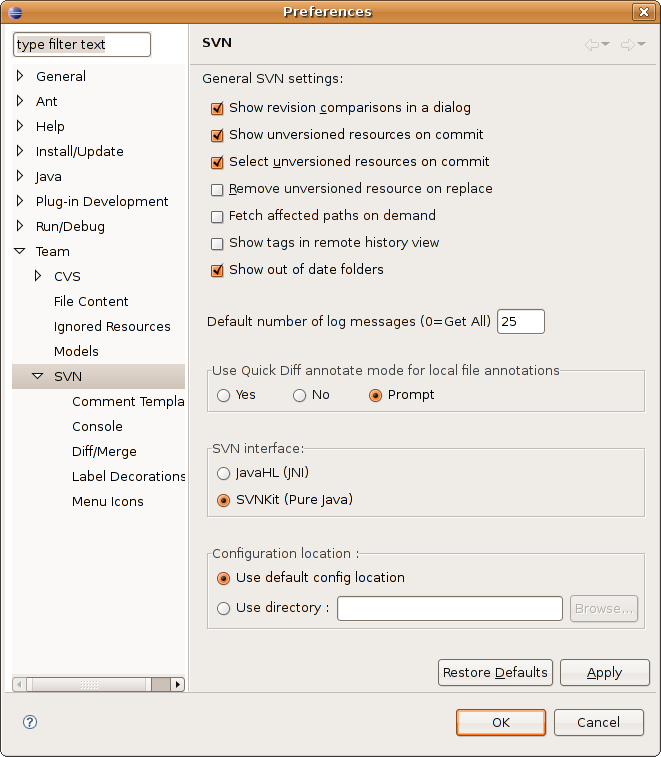 Preferences
type filter text
General
Ant
Help
Install/Update
Java
Plug-in Development
Run/Debug
Team
CVS
File Content
Ignored Resources
Models
SVN
Comment Templa
Console
Diff/Merge
Label Decorations
Menu Icons
SVN
General SVN settings:
Show revision comparisons in a dialog
Show unversioned resources on commit
Select unversioned resources on commit
Remove unversioned resource on replace
Fetch affected paths on demand
Show tags in remote history view
Show out of date folders
Default number of log messages (0=Get All) 25
Use Quick Diff annotate mode for local file annotations
Yes No Prompt
SVN interface:
JavaHL (JNI)
SVNKit (Pure Java)
Configuration location :
Use default config location
Use directory : Browse...
Restore Defaults Apply
? OK Cancel